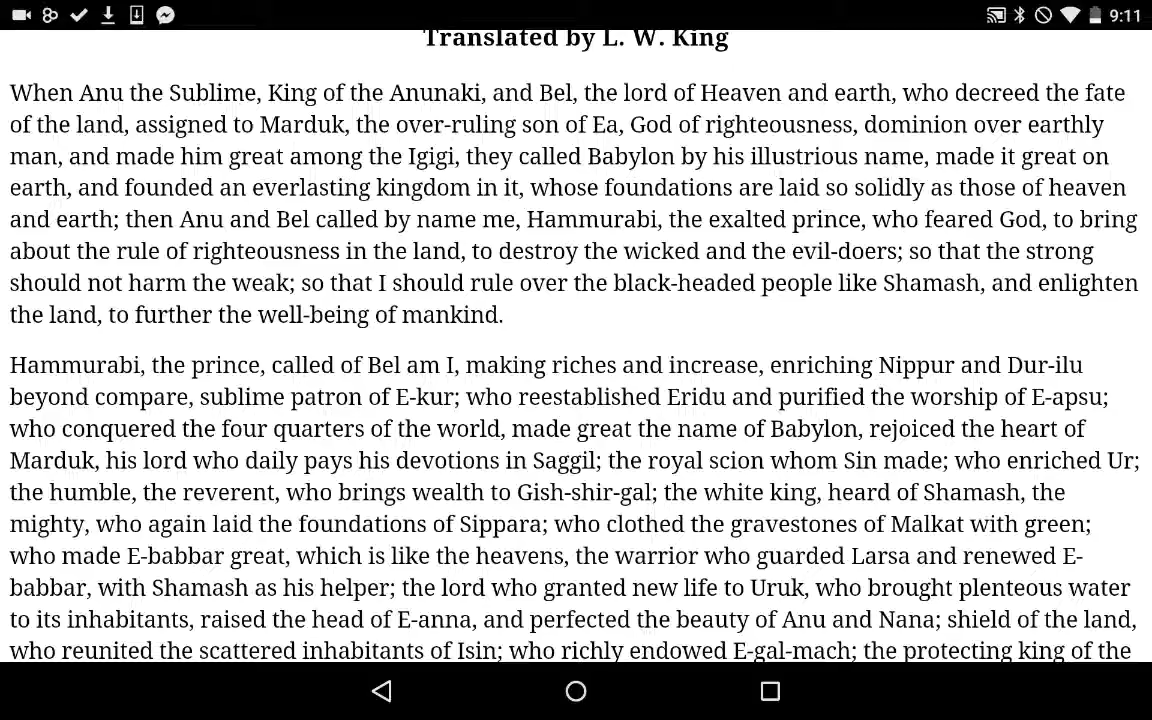 9:11
Translated by L. W. King
When Anu the Sublime, King of the Anunaki, and Bel, the lord of Heaven and earth, who decreed the fate
of the land, assigned to Marduk, the over-ruling son of Ea, God of righteousness, dominion over earthly
man, and made him great among the Igigi, they called Babylon by his illustrious name, made it great on
earth, and founded an everlasting kingdom in it, whose foundations are laid so solidly as those of heaven
and earth; then Anu and Bel called by name me, Hammurabi, the exalted prince, who feared God, to bring
about the rule of righteousness in the land, to destroy the wicked and the evil-doers; so that the strong
should not harm the weak; so that I should rule over the black-headed people like Shamash, and enlighten
the land, to further the well-being of mankind.
Hammurabi, the prince, called of Bel am I, making riches and increase, enriching Nippur and Dur-ilu
beyond compare, sublime patron of E-kur; who reestablished Eridu and purified the worship of E-apsu;
who conquered the four quarters of the world, made great the name of Babylon, rejoiced the heart of
Marduk, his lord who daily pays his devotions in Saggil; the royal scion whom Sin made; who enriched Ur;
the humble, the reverent, who brings wealth to Gish-shir-gal; the white king, heard of Shamash, the
mighty, who again laid the foundations of Sippara; who clothed the gravestones of Malkat with green;
who made E-babbar great, which is like the heavens, the warrior who guarded Larsa and renewed E-
babbar, with Shamash as his helper; the lord who granted new life to Uruk, who brought plenteous water
to its inhabitants, raised the head of E-anna, and perfected the beauty of Anu and Nana; shield of the land,
who reunited the scattered inhabitants of Isin; who richly endowed E-gal-mach; the protecting king of the